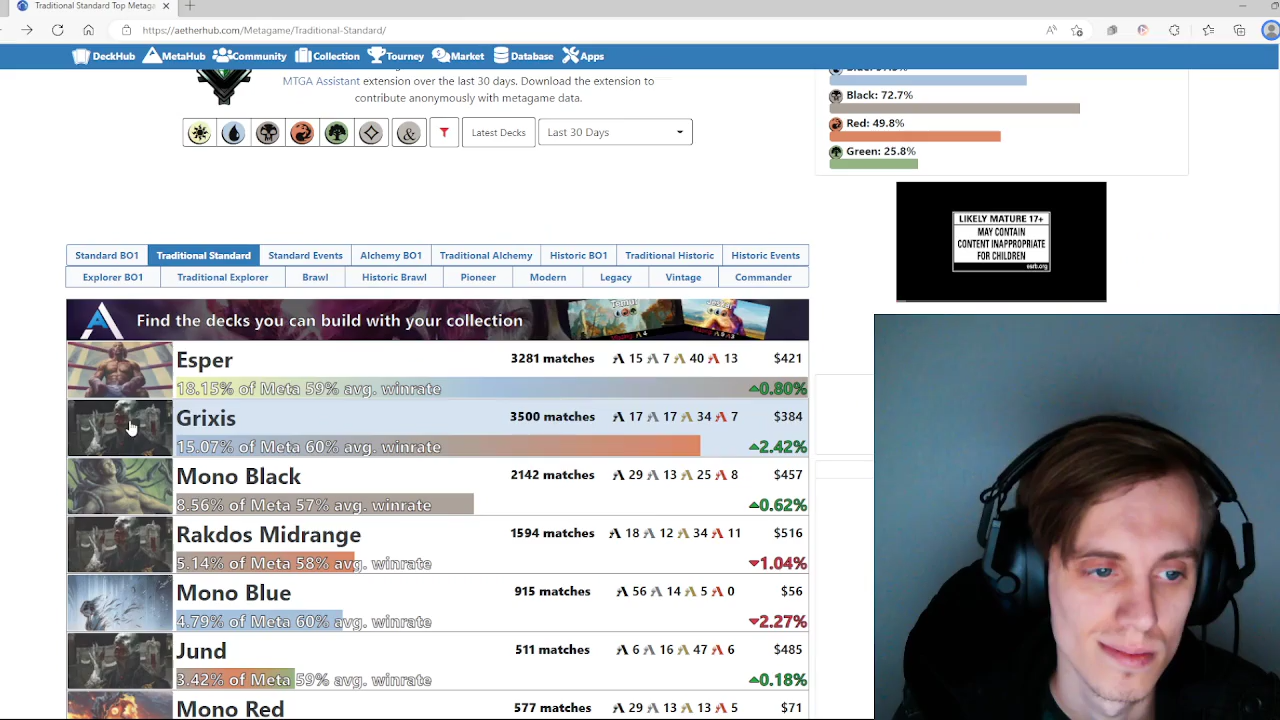 Traditional Standard Top Metaga
https://aetherhub.com/Metagame/Traditional-Standard/
DeckHub MetaHub Community Collection Tourney Market Database Apps
MTGA Assistant extension over the last 30 days. Download the extension to
contribute anonymously with metagame data.
Latest Decks
Last 30 Days
Black: 72.7%
Red: 49.8%
Green: 25.8%
LIKELY MATURE 17+
MAY CONTAIN
CONTENT INAPPROPRIATE
FOR CHILDREN
esrb.org
Standard BO1 Traditional Standard Standard Events Alchemy BO1 Traditional Alchemy Historic BO1 Traditional Historic Historic Events
Explorer BO1 Traditional Explorer Brawl Historic Brawl Pioneer Modern Legacy Vintage Commander
Find the decks you can build with your collection
Esper 3281 matches 15 7 40 13 $421
18.15% of Meta 59% avg. winrate 0.80%
Grixis 3500 matches 17 17 34 7 $384
15.07% of Meta 60% avg. winrate 2.42%
Mono Black 2142 matches 29 13 25 8 $457
8.56% of Meta 57% avg. winrate 0.62%
Rakdos Midrange 1594 matches 18 12 34 11 $516
5.14% of Meta 58% avg. winrate 1.04%
Mono Blue 915 matches 56 14 5 0 $56
4.79% of Meta 60% avg. winrate 2.27%
Jund 511 matches 6 16 47 6 $485
3.42% of Meta 59% avg. winrate 0.18%
Mono Red 577 matches 29 13 13 5 $71